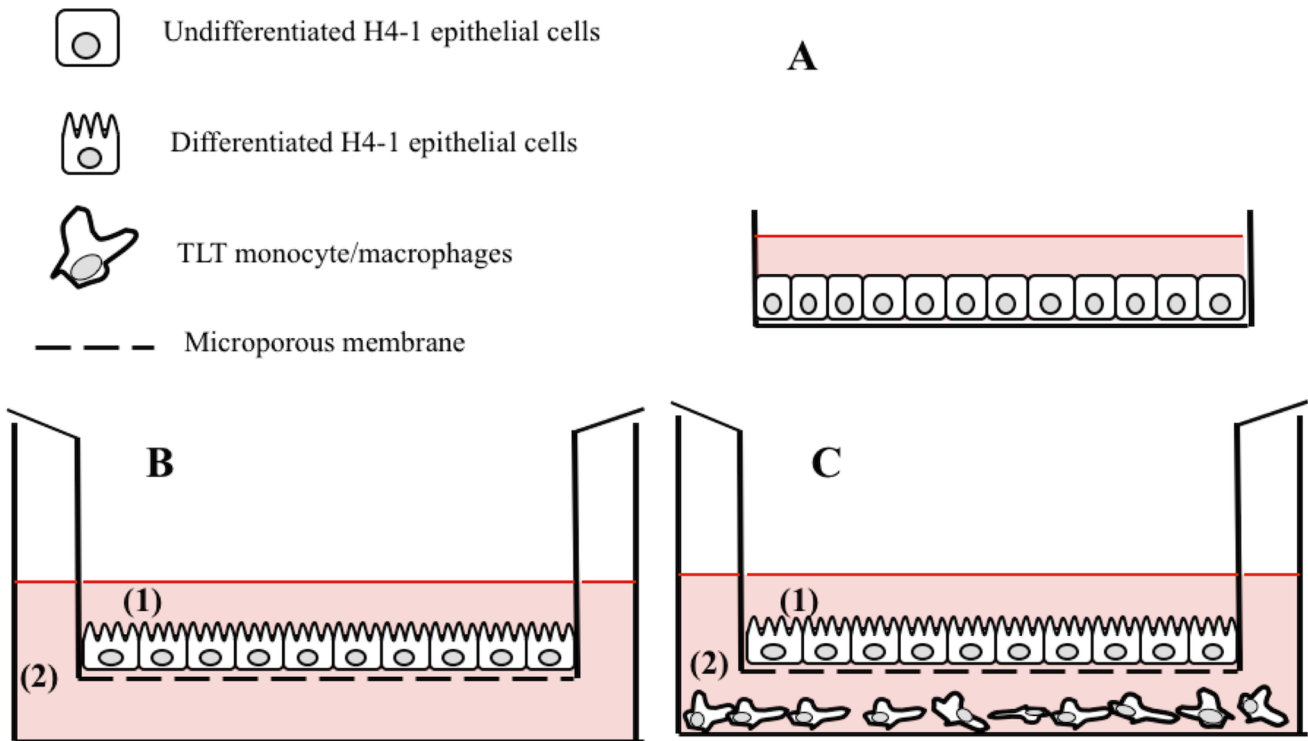 Undifferentiated H4-1 epithelial cells
A
Differentiated H4-1 epithelial cells
TLT monocyte/macrophages
Microporous membrane
B
C
(1)
(1)
(2)
(2)